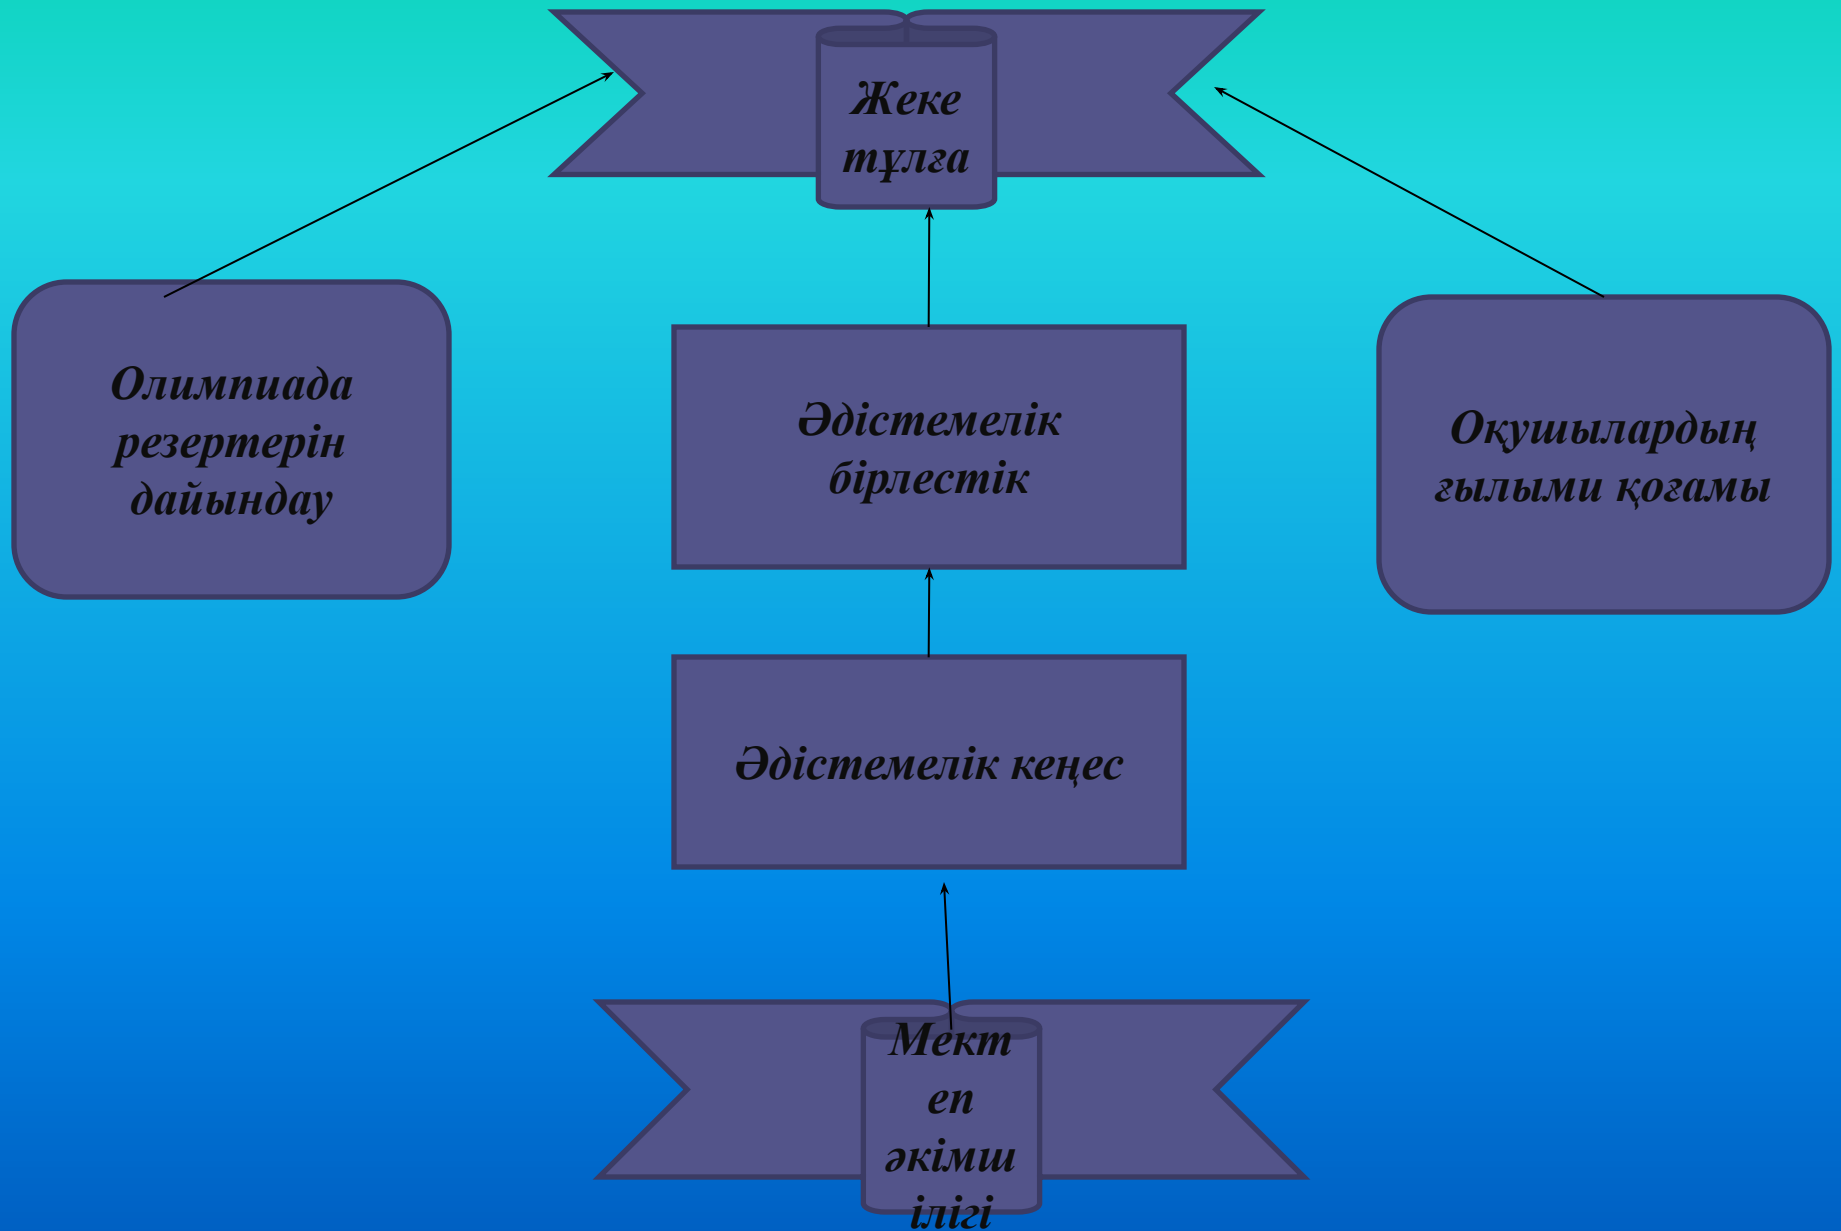 Жеке
тұлға
Олимпиада
резертерін
дайындау
Әдістемелік
бірлестік
Оқушылардың
ғылыми қоғамы
Әдістемелік кеңес
Мект
еп
әкімш
ілігі